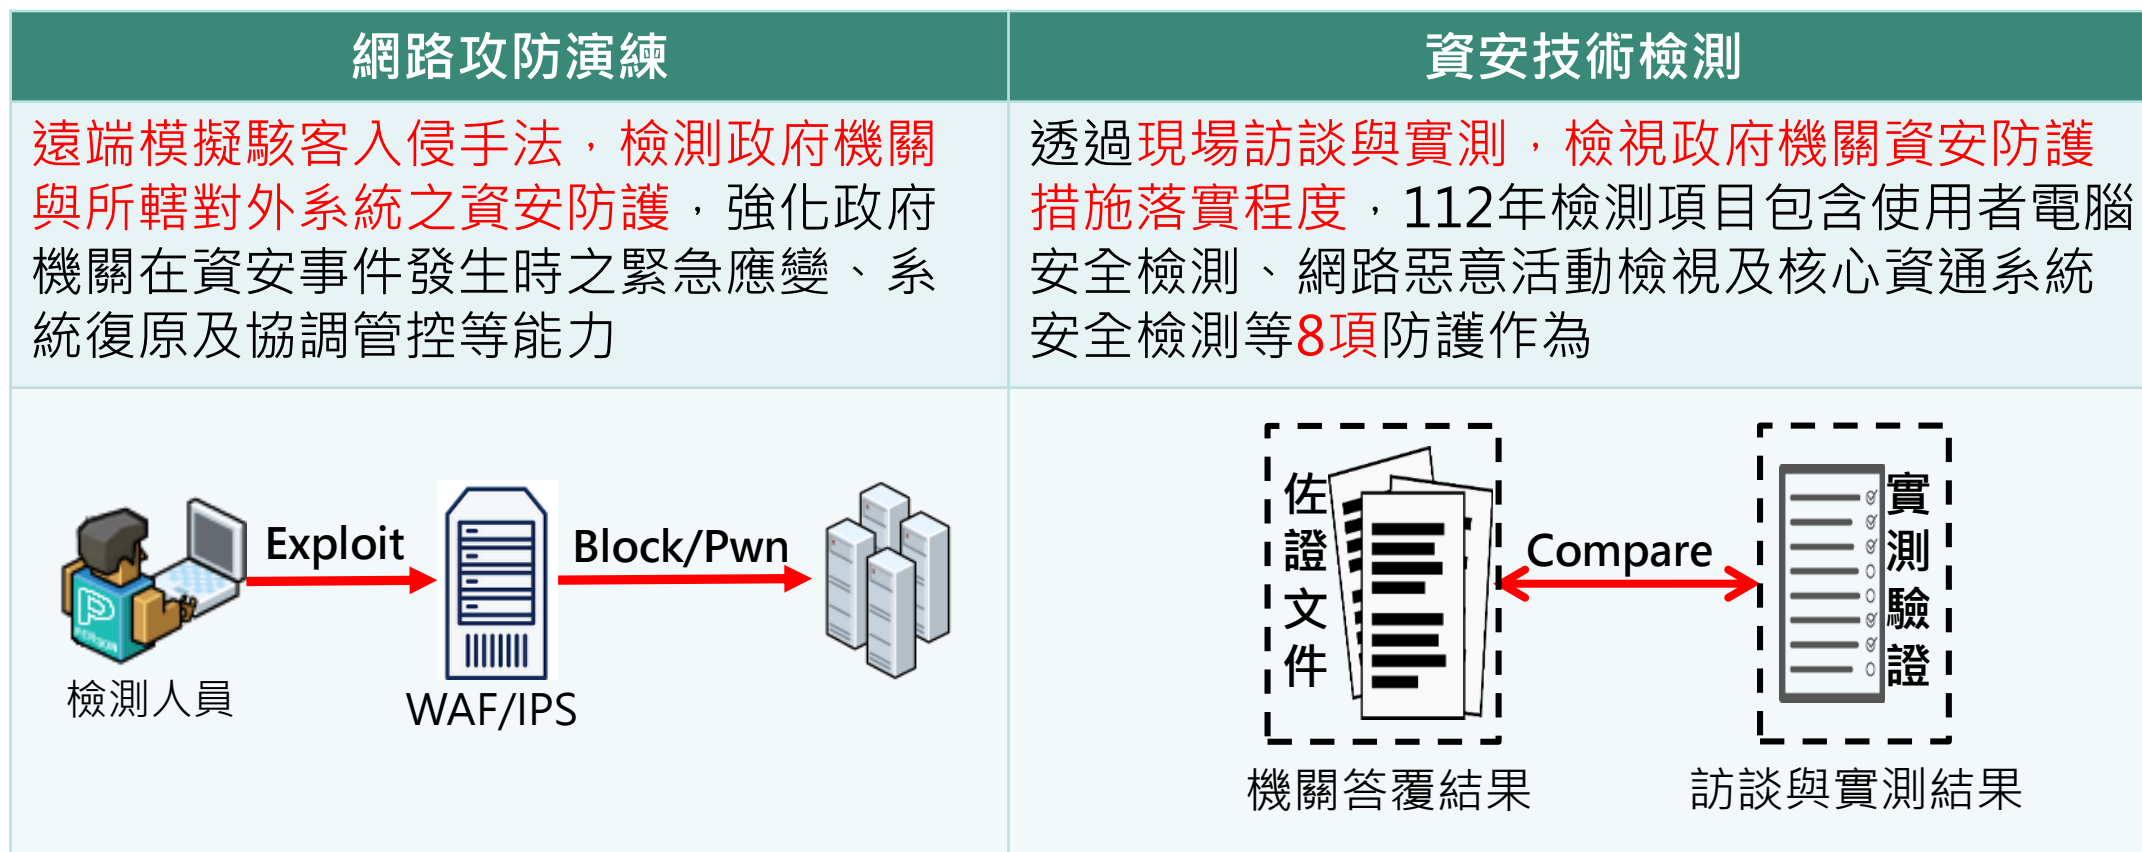 網路攻防演練
資安技術檢測
遠端模擬駭客入侵手法，檢測政府機關
與所轄對外系統之資安防護，強化政府
機關在資安事件發生時之緊急應變、系
統復原及協調管控等能力
透過現場訪談與實測，檢視政府機關資安防護
措施落實程度，112年檢測項目包含使用者電腦
安全檢測、網路惡意活動檢視及核心資通系統
安全檢測等8項防護作為
Exploit
Block/Pwn
檢測人員
WAF/IPS
佐證文件
Compare
實測驗證
機關答覆結果
訪談與實測結果